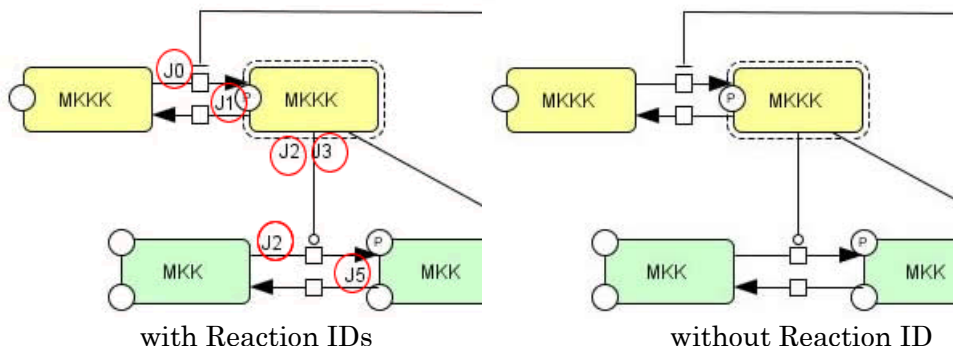 J0
MKKK
J1
P
MKKK
MKKK
P
MKKK
J2 J3
J2
P
P
MKK
J5
MKK
MKK
MKK
with Reaction IDs
without Reaction ID